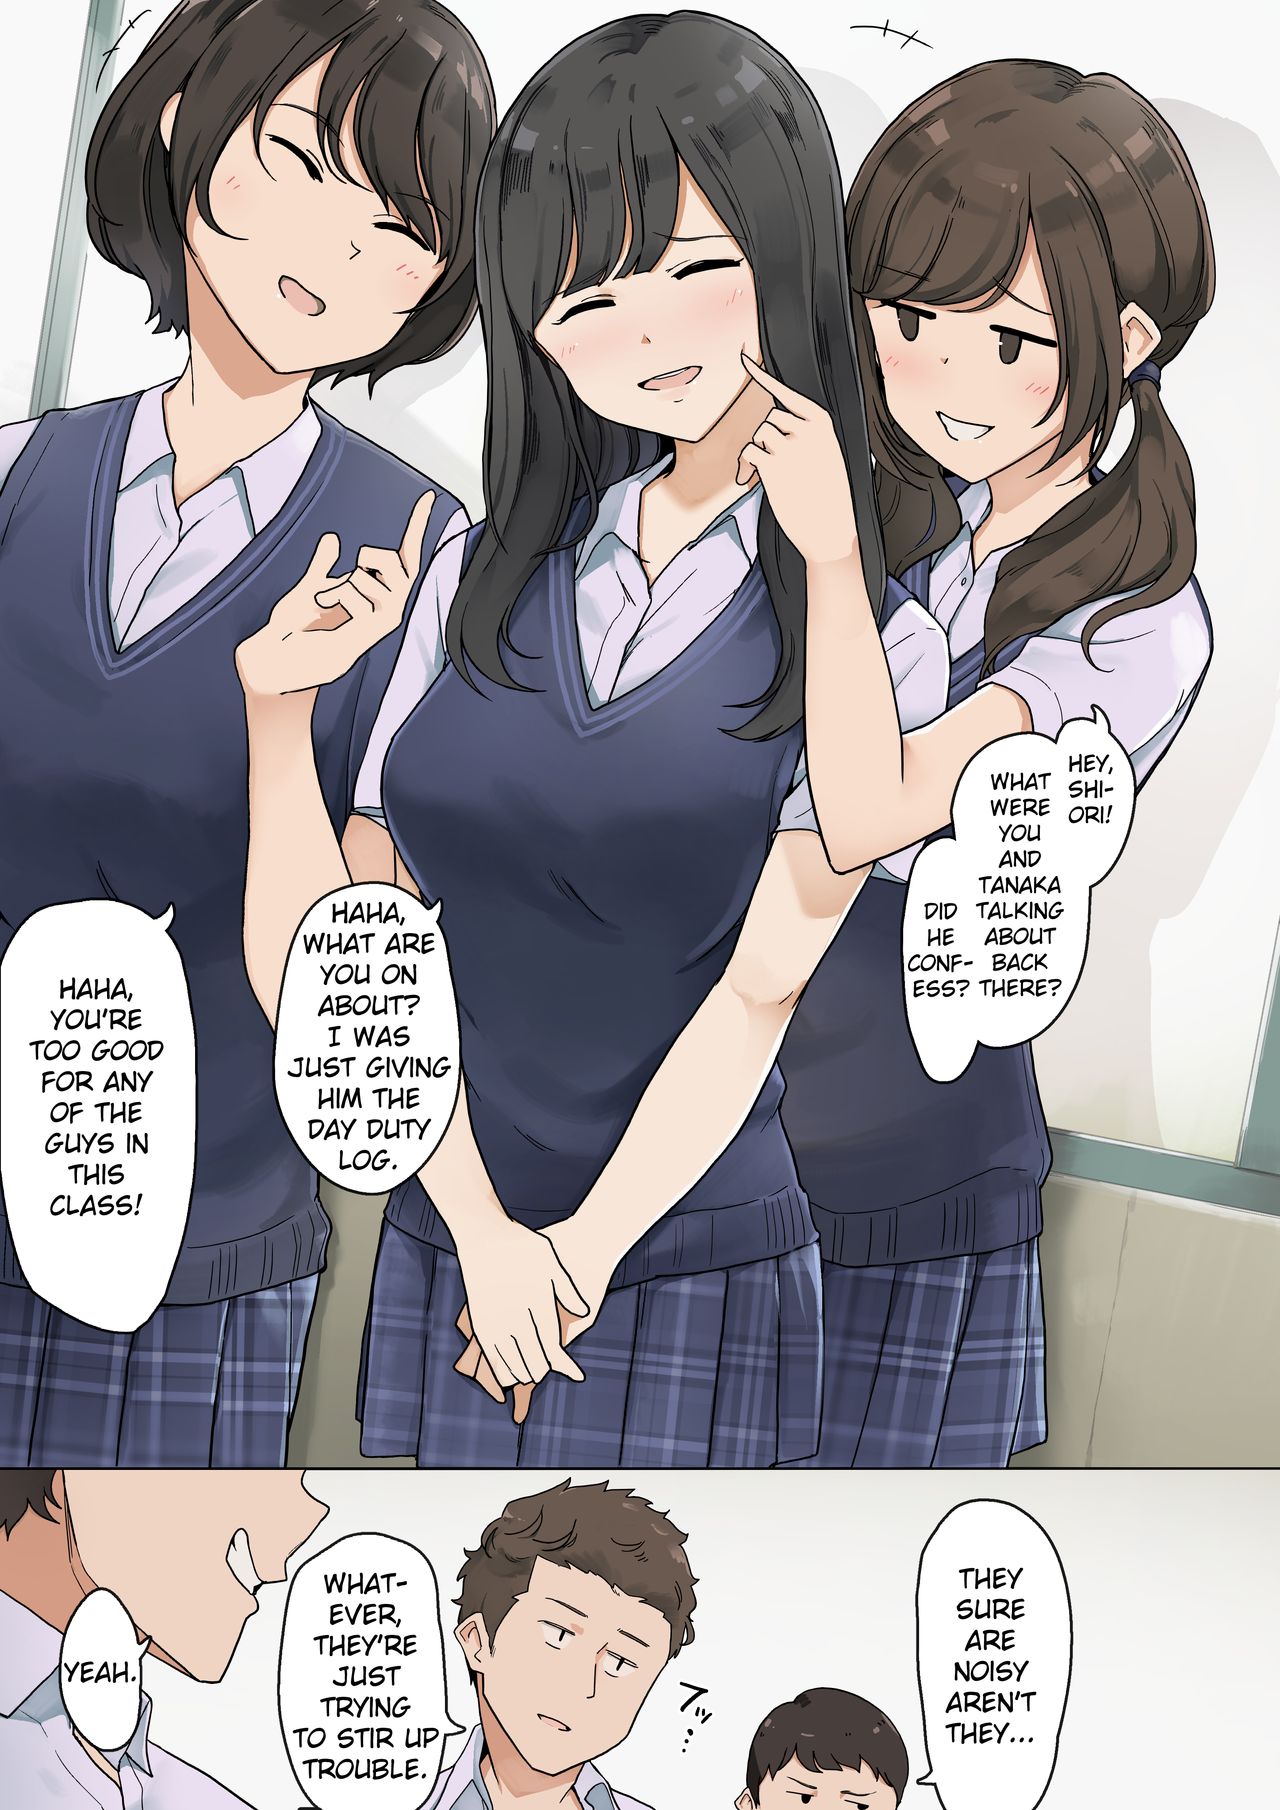 HEY,
SHI-
ORI!
WHAT
WERE
YOU
AND
TANAKA
TALKING
ABOUT
BACK
THERE?
DID
HE
CONF-
ESS?
HAHA,
WHAT ARE
YOU ON
ABOUT?
I WAS
JUST GIVING
HIM THE
DAY DUTY
LOG.
HAHA,
YOU'RE
TOO GOOD
FOR ANY
OF THE
GUYS IN
THIS
CLASS!
THEY
SURE
ARE
NOISY
AREN'T
THEY...
フッ…
WHAT-
EVER,
THEY'RE
JUST
TRYING
TO STIR UP
TROUBLE.
YEAH.